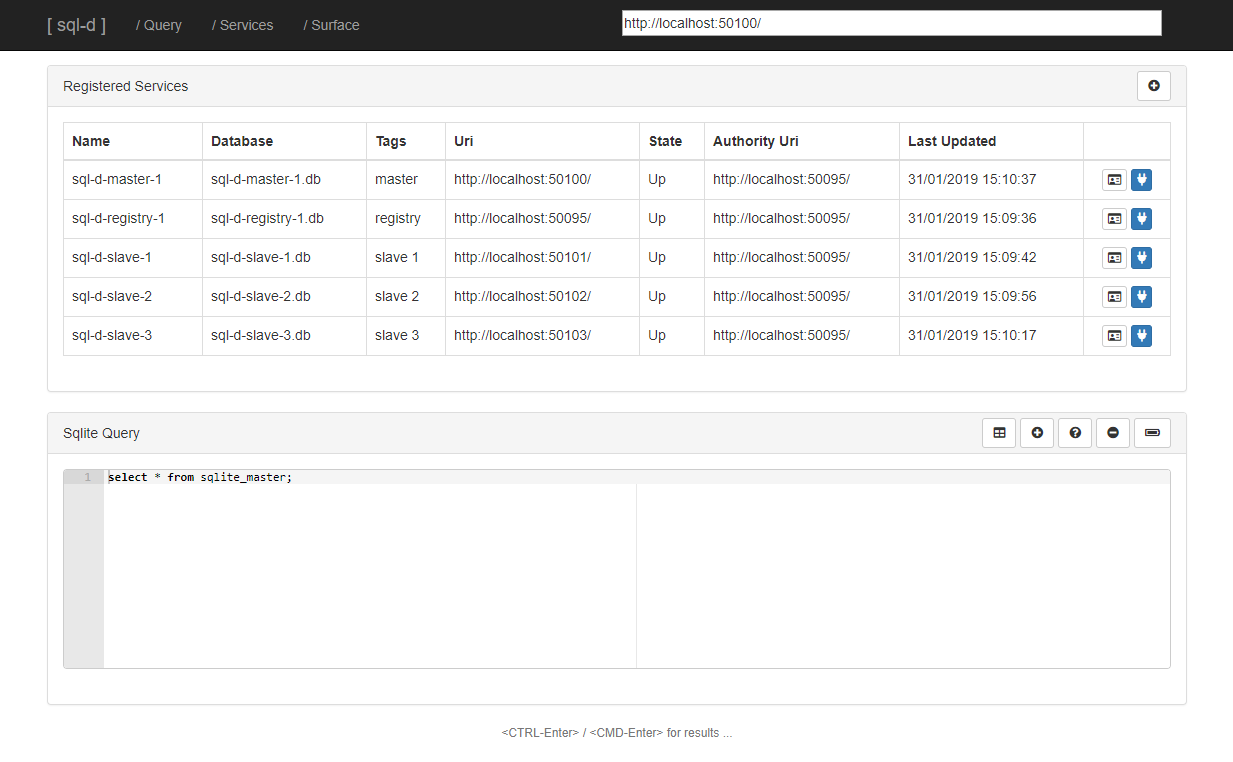 [ sql-d ] / Query / Services / Surface http://localhost:50100/
Registered Services
Name Database Tags Uri State Authority Uri Last Updated
sql-d-master-1 sql-d-master-1.db master http://localhost:50100/ Up http://localhost:50095/ 31/01/2019 15:10:37
sql-d-registry-1 sql-d-registry-1.db registry http://localhost:50095/ Up http://localhost:50095/ 31/01/2019 15:09:36
sql-d-slave-1 sql-d-slave-1.db slave 1 http://localhost:50101/ Up http://localhost:50095/ 31/01/2019 15:09:42
sql-d-slave-2 sql-d-slave-2.db slave 2 http://localhost:50102/ Up http://localhost:50095/ 31/01/2019 15:09:56
sql-d-slave-3 sql-d-slave-3.db slave 3 http://localhost:50103/ Up http://localhost:50095/ 31/01/2019 15:10:17
Sqlite Query
1 select * from sqlite_master;
<CTRL-Enter> / <CMD-Enter> for results ...